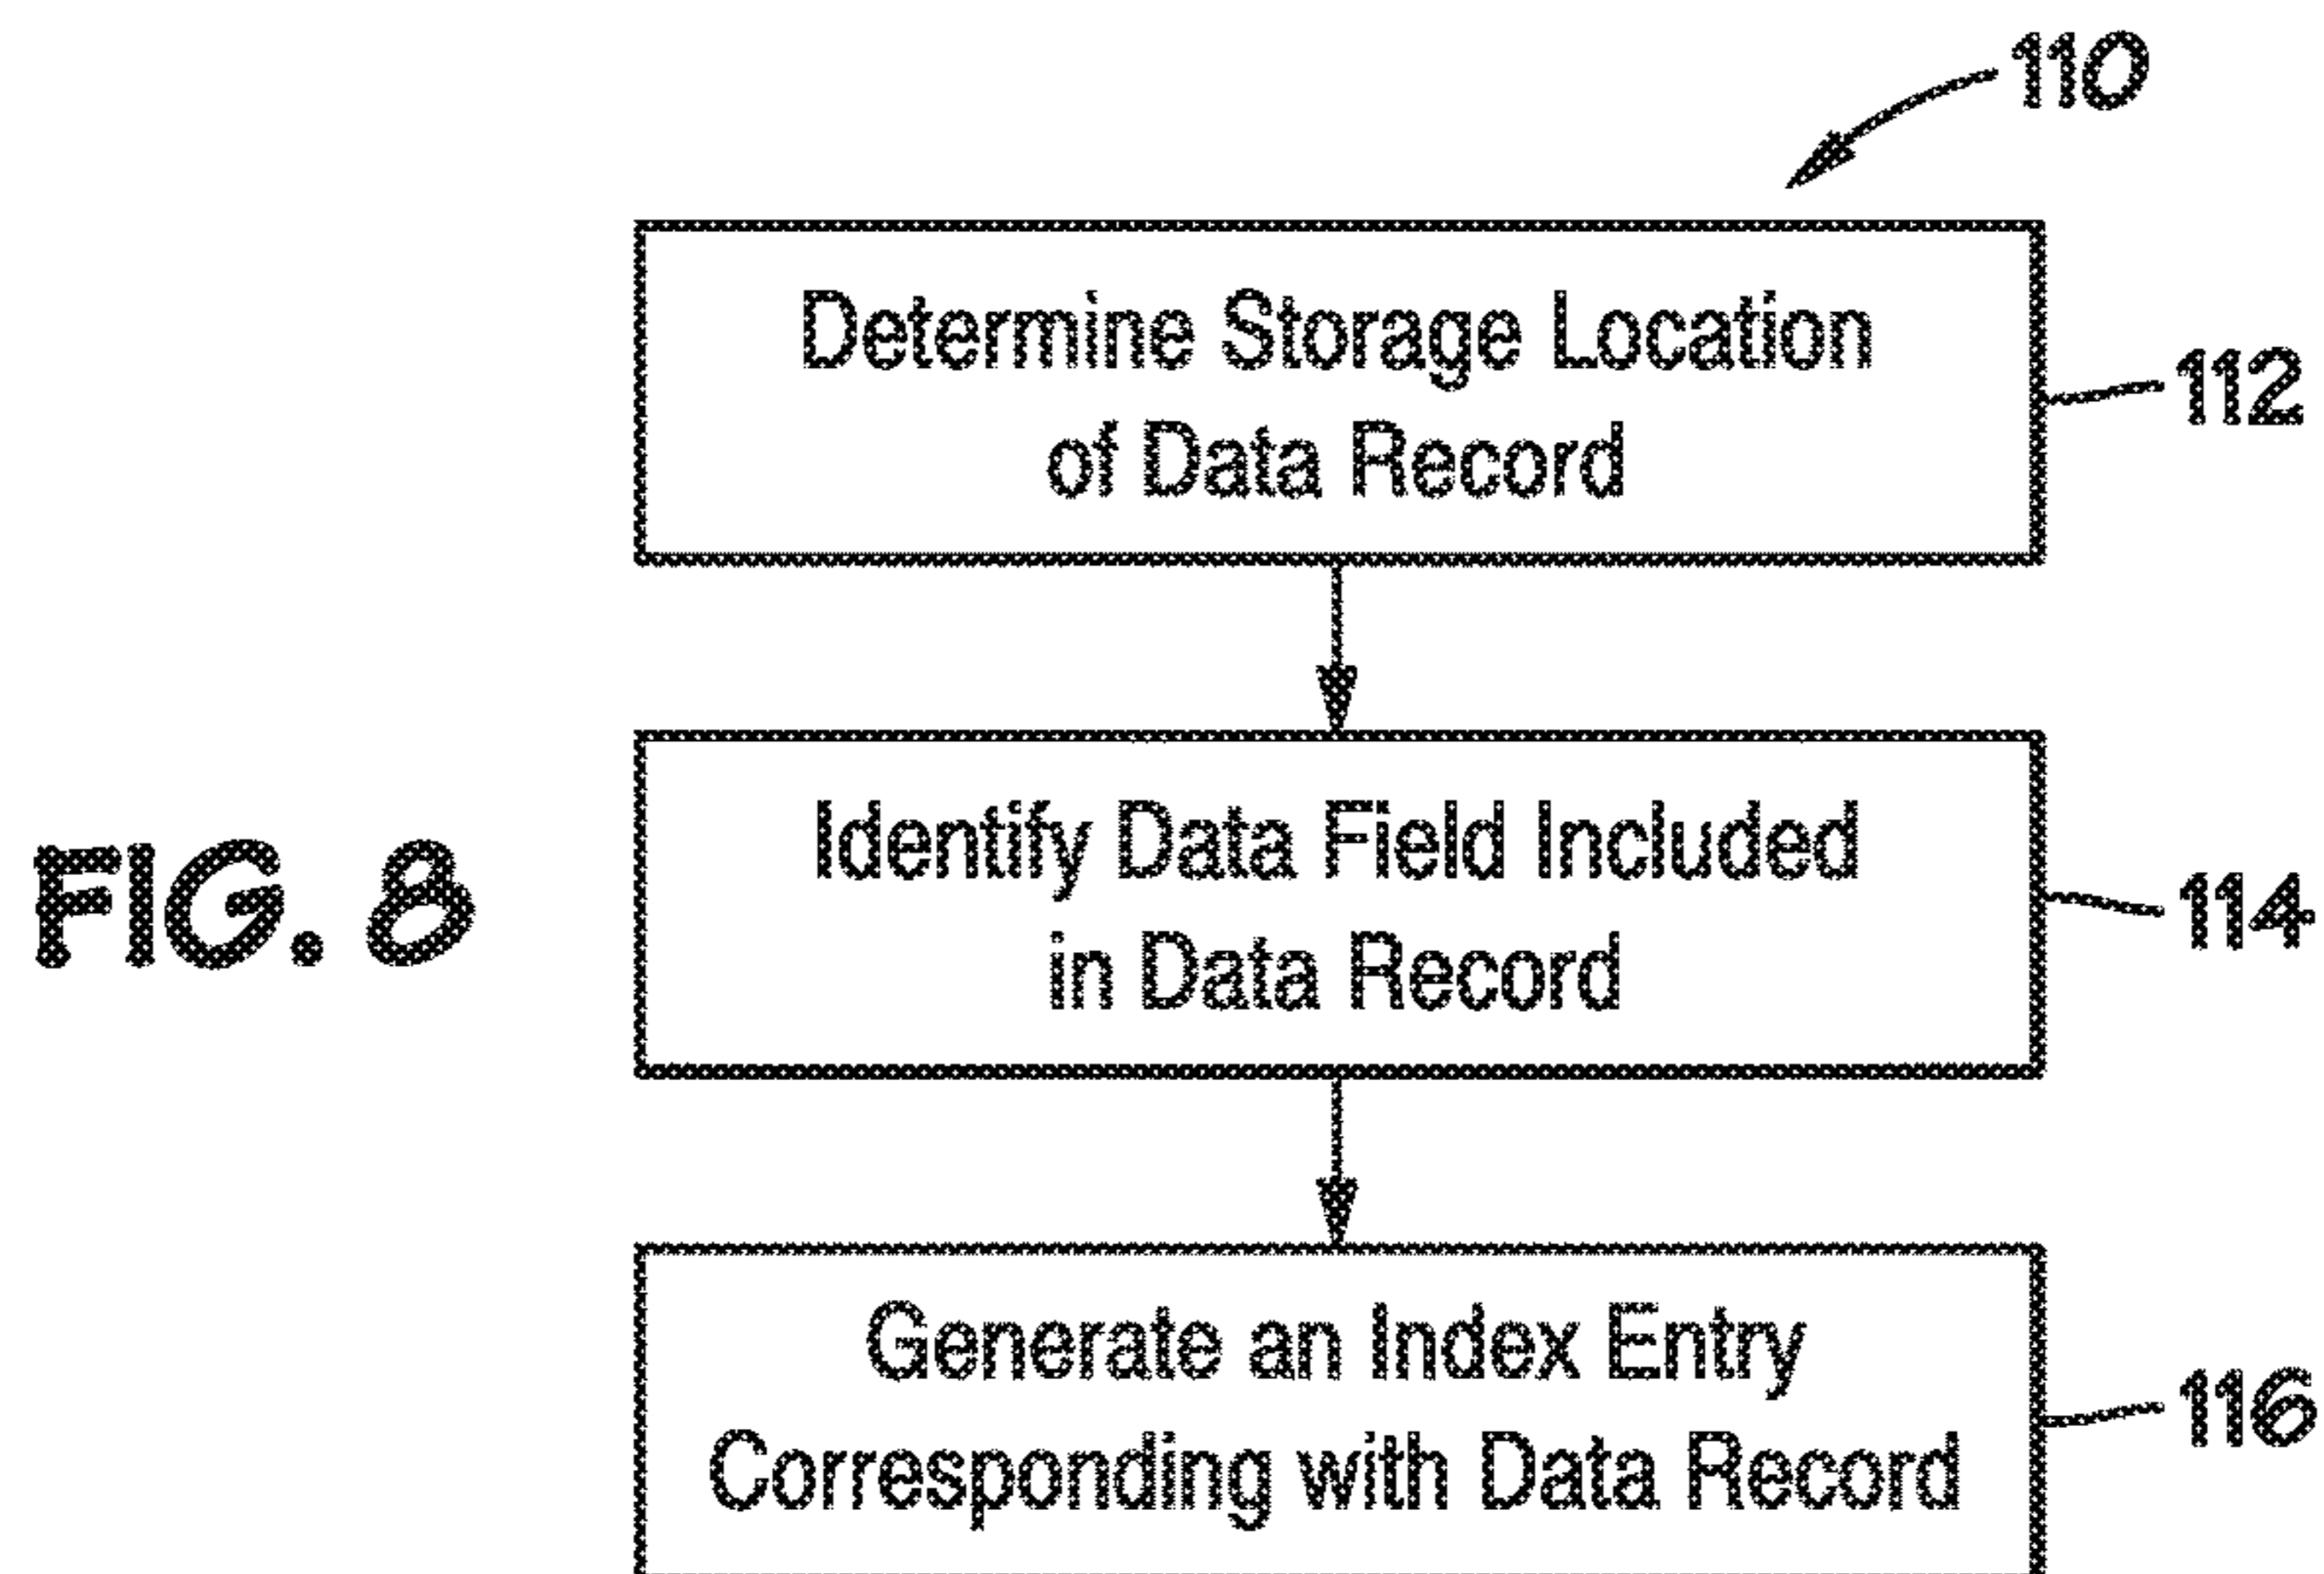 110
Determine Storage Location
of Data Record
112
FIG. 8
Identify Data Field Included
in Data Record
114
Generate an Index Entry
Corresponding with Data Record
116